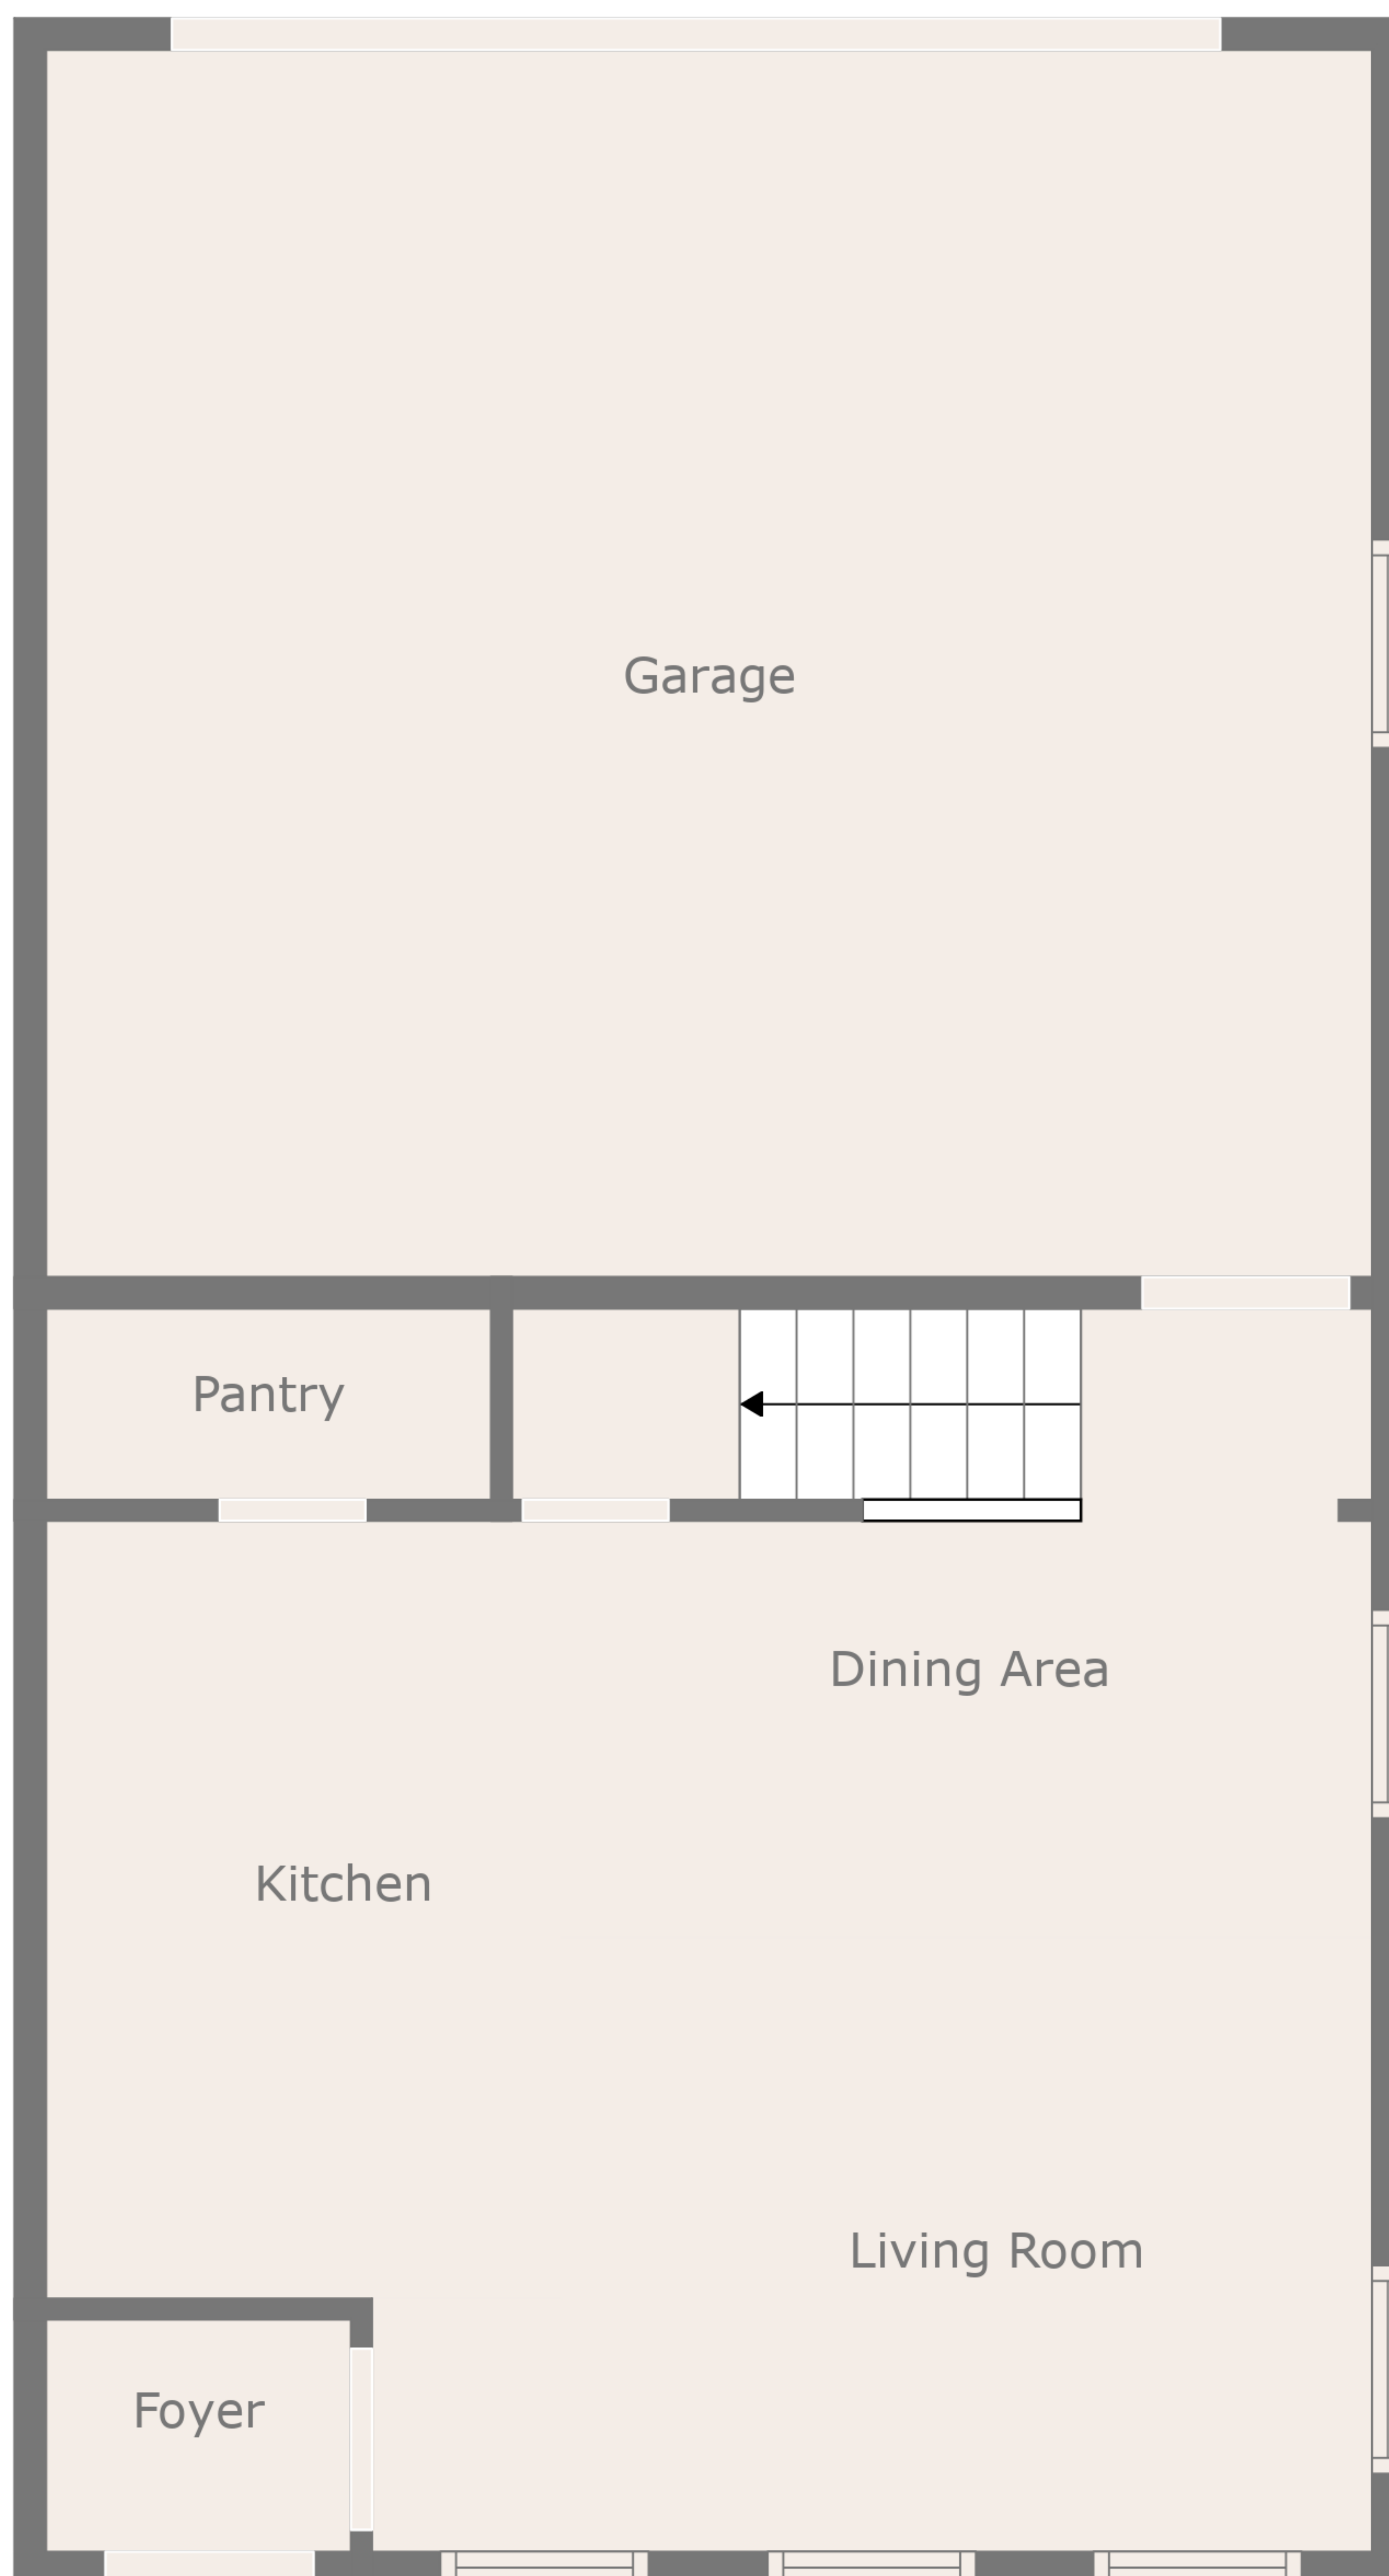 Garage
Pantry
Dining Area
Kitchen
Living Room
Foyer